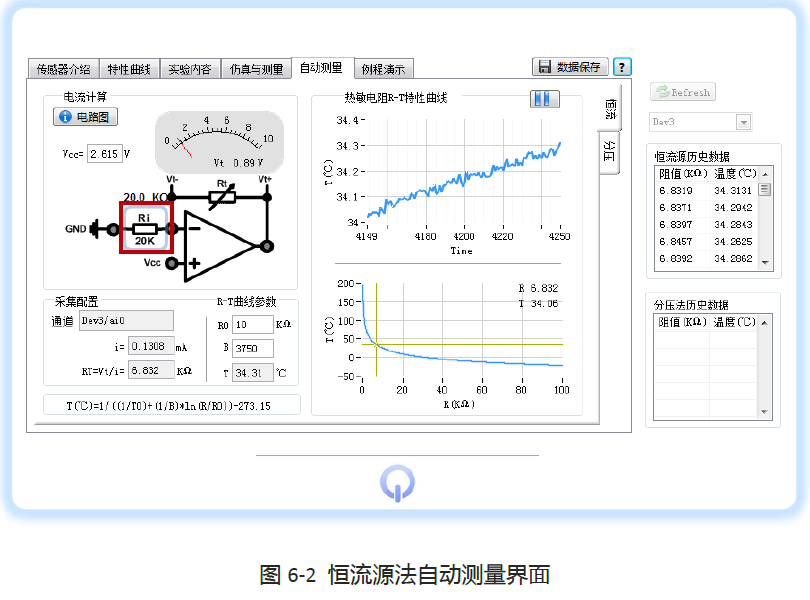 传感器介绍 特性曲线 实验内容 仿真与测量 自动测量 例程演示 数据保存 ?
电流计算
电路图
Vcc= 2.615 V
0 2 4 6 8 10
Vt 0.89 V
Vt- Rt Vt+
20.0 KΩ
GND
Ri
20K
Vcc
采集配置
通道 Dev3/ai0
i= 0.1308 mA
RT=Vt/i= 6.832 KΩ
R-T曲线参数
R0 10 KΩ
B 3750
T 34.31 ℃
T(℃)=1/((1/T0)+(1/B)*ln(R/R0))-273.15
热敏电阻R-T特性曲线
34.4
34.3
34.2
34.1
34
T(℃)
4149 4180 4200 4220 4250
Time
200
150
100
50
0
-50
T(℃)
R 6.832
T 34.06
0 20 40 60 80 100
R(KΩ)
恒流
分压
Refresh
Dev3
恒流源历史数据
阻值(KΩ) 温度(℃)
6.8319 34.3131
6.8371 34.2942
6.8397 34.2843
6.8457 34.2625
6.8392 34.2862
分压法历史数据
阻值(KΩ) 温度(℃)
图 6-2 恒流源法自动测量界面